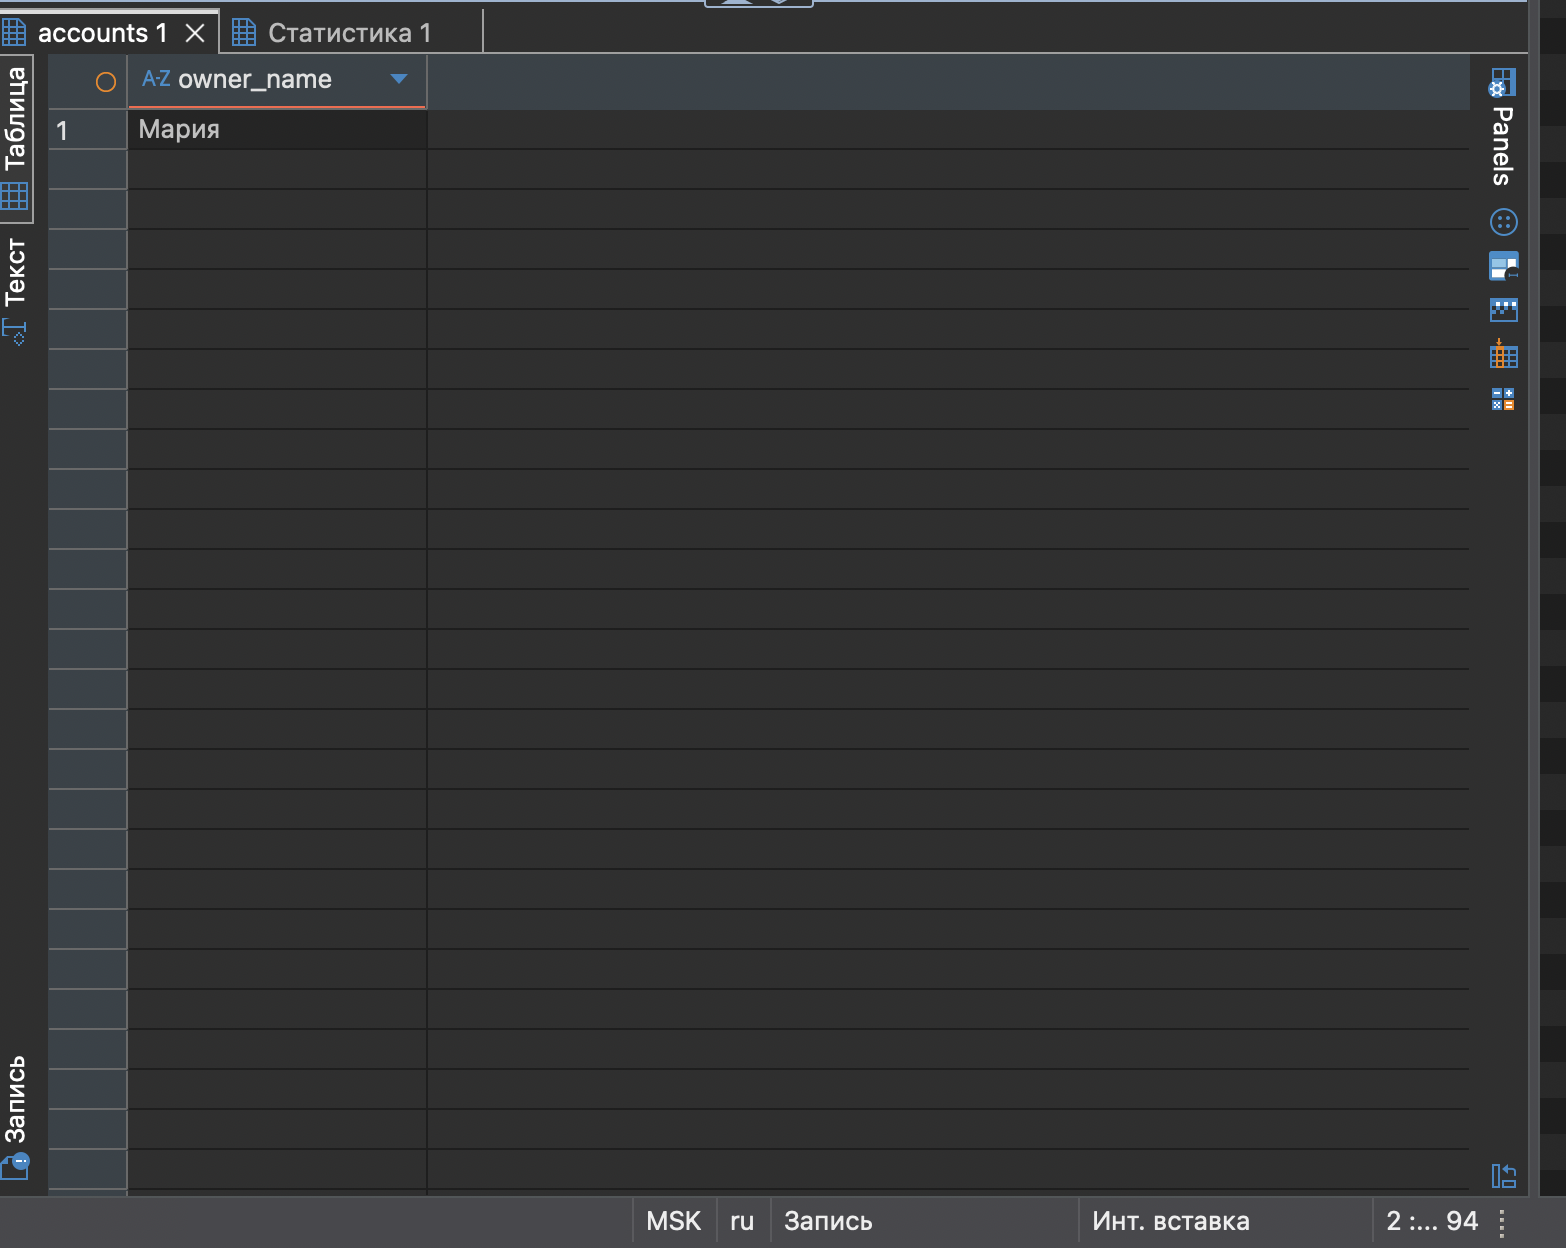 accounts 1
Статистика 1
Таблица
Текст
Запись
A-Z owner_name
1 Мария
Panels
MSK ru Запись Инт. вставка 2 :... 94